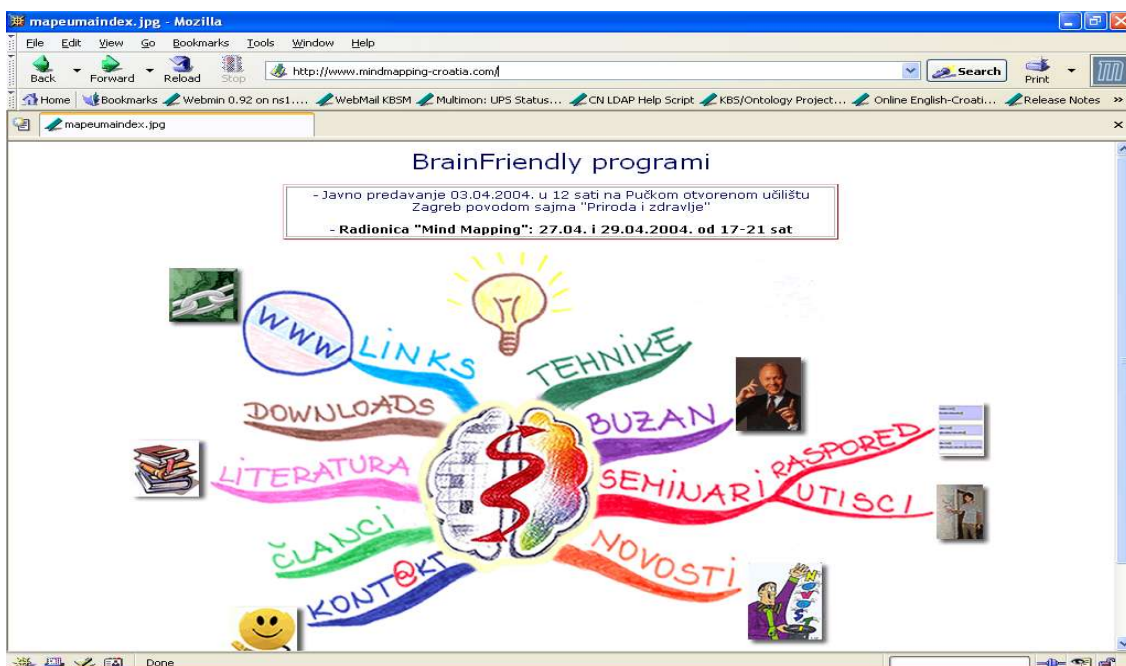 mapeumaindex.jpg - Mozilla
File Edit View Go Bookmarks Tools Window Help
Back Forward Reload Stop http://www.mindmapping-croatia.com/ Search Print
Home Bookmarks Webmin 0.92 on ns1.... WebMail KBSM Multimon: UPS Status... CN LDAP Help Script KBS/Ontology Project... Online English-Croati... Release Notes »
mapeumaindex.jpg
BrainFriendly programi
- Javno predavanje 03.04.2004. u 12 sati na Pučkom otvorenom učilištu
Zagreb povodom sajma "Priroda i zdravlje"
- Radionica "Mind Mapping": 27.04. i 29.04.2004. od 17-21 sat
WWW LINKS
TEHNIKE
DOWNLOADS
BUZAN
LITERATURA
SEMINARI
RASPORED
UTISCI
ČLANCI
NOVOSTI
KONT@KT
NOVOSTI
Done